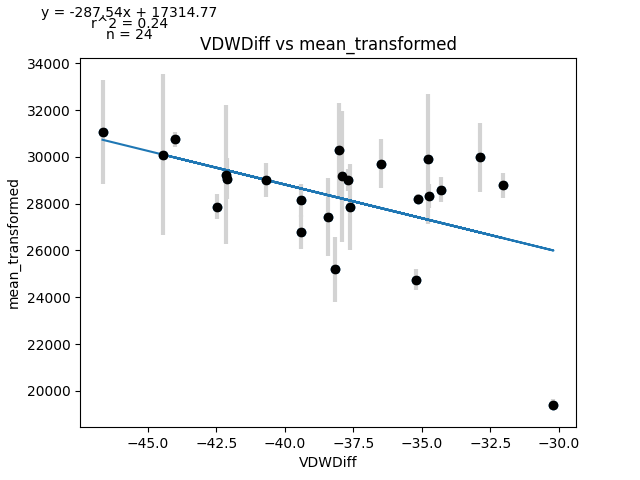 y = -287.54x + 17314.77
r^2 = 0.24
n = 24
VDWDiff vs mean_transformed
34000
32000
30000
28000
26000
24000
22000
20000
mean_transformed
−45.0 −42.5 −40.0 −37.5 −35.0 −32.5 −30.0
VDWDiff